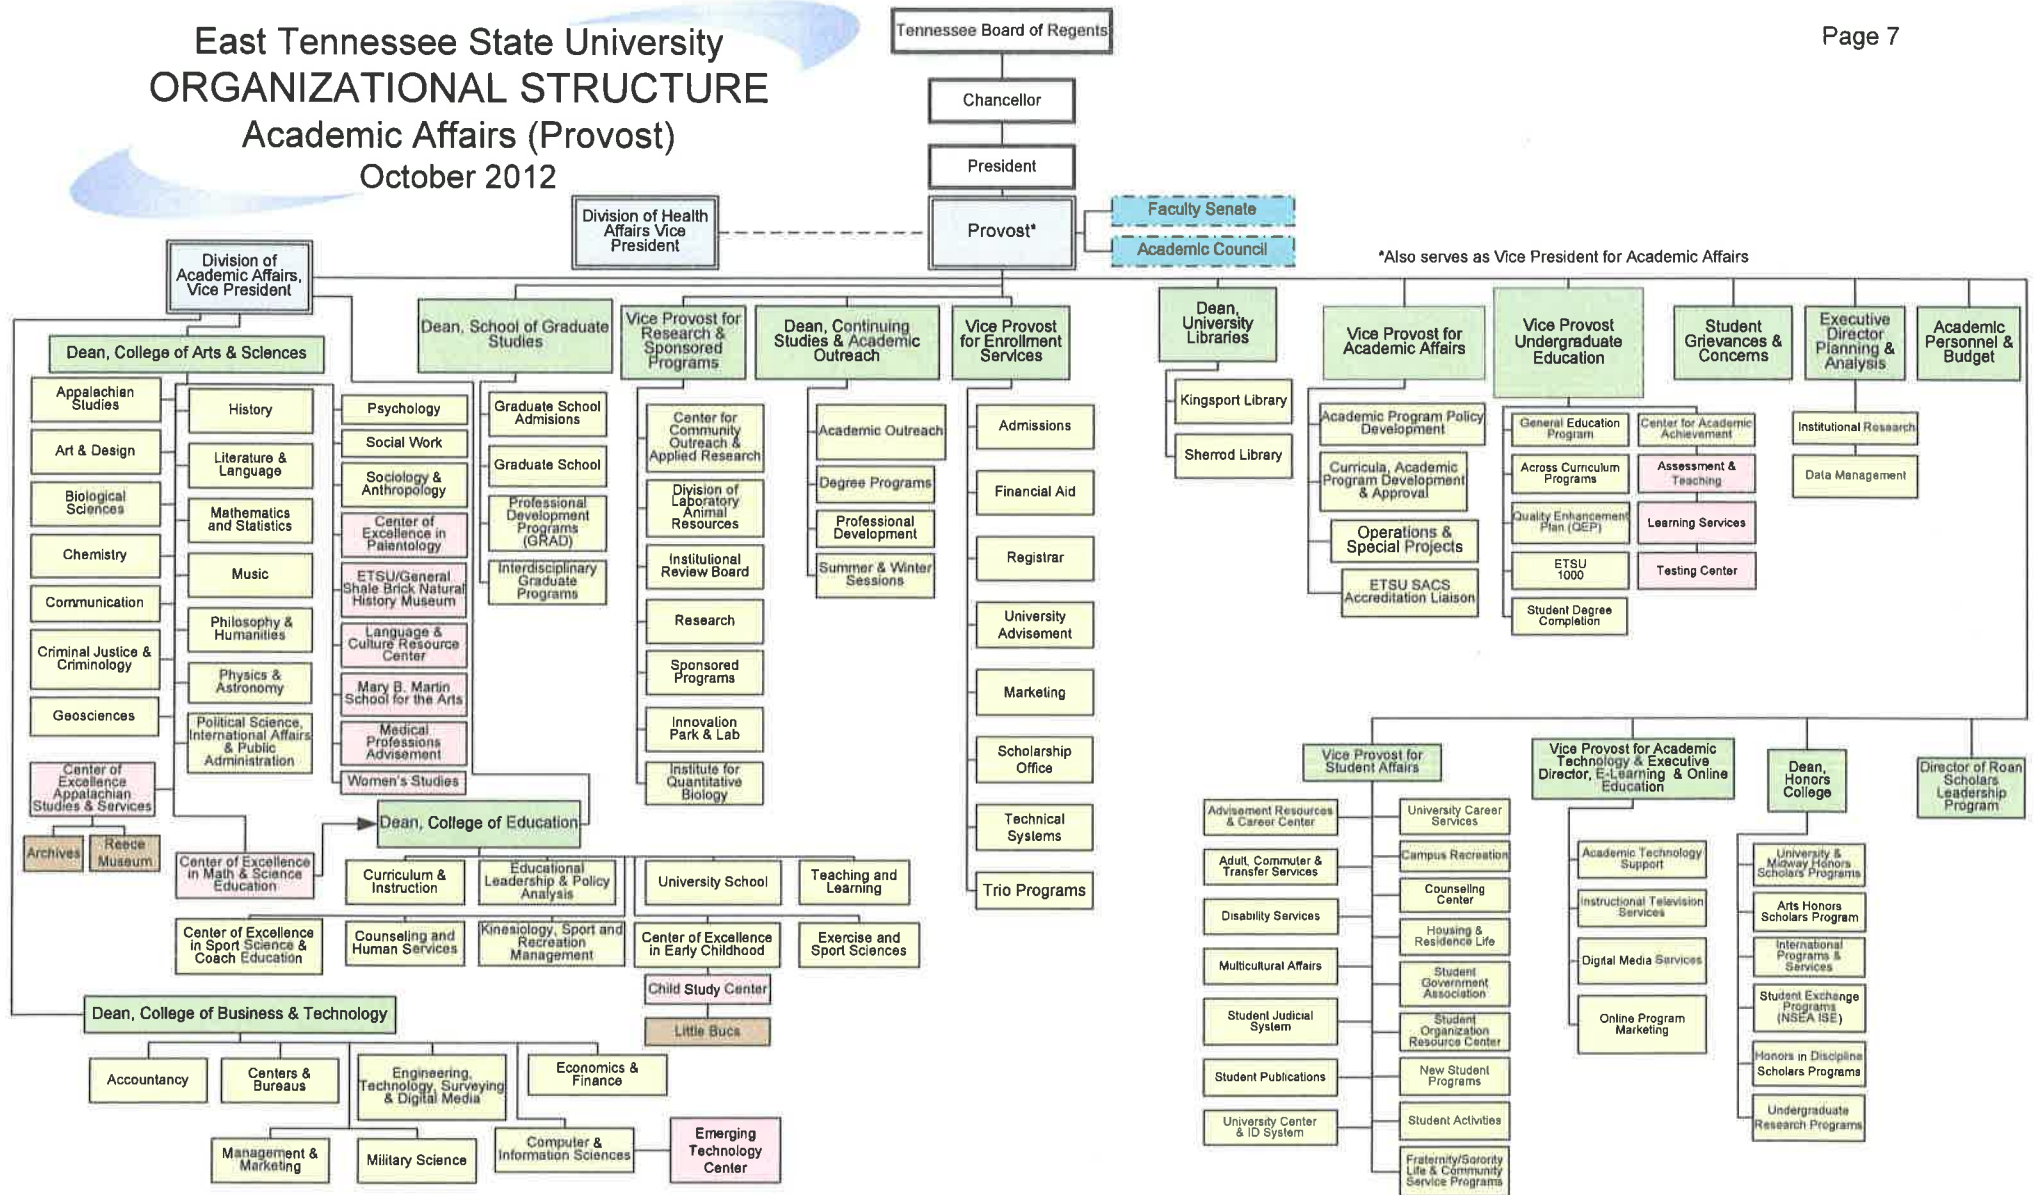 East Tennessee State University
ORGANIZATIONAL STRUCTURE
Academic Affairs (Provost)
October 2012
Page 7
Tennessee Board of Regents
Chancellor
President
Division of Health
Affairs Vice
President
Provost*
Faculty Senate
Academic Council
*Also serves as Vice President for Academic Affairs
Division of
Academic Affairs,
Vice President
Dean, College of Arts & Sciences
Appalachian
Studies
Art & Design
Biological
Sciences
Chemistry
Communication
Criminal Justice &
Criminology
Geosciences
Center of
Excellence
Appalachian
Studies & Services
Archives
Reece
Museum
History
Literature &
Language
Mathematics
and Statistics
Music
Philosophy &
Humanities
Physics &
Astronomy
Political Science,
International Affairs
& Public
Administration
Center of Excellence
in Math & Science
Education
Psychology
Social Work
Sociology &
Anthropology
Center of
Excellence in
Palentology
ETSU/General
Shale Brick Natural
History Museum
Language &
Culture Resource
Center
Mary B. Martin
School for the Arts
Medical
Professions
Advisement
Women's Studies
Dean, College of Education
Curriculum &
Instruction
Educational
Leadership & Policy
Analysis
University School
Teaching and
Learning
Center of Excellence
in Sport Science &
Coach Education
Counseling and
Human Services
Kinesiology, Sport and
Recreation
Management
Center of Excellence
in Early Childhood
Exercise and
Sport Sciences
Child Study Center
Little Bucs
Dean, College of Business & Technology
Accountancy
Centers &
Bureaus
Engineering,
Technology, Surveying
& Digital Media
Economics &
Finance
Management &
Marketing
Military Science
Computer &
Information Sciences
Emerging
Technology
Center
Dean, School of Graduate
Studies
Graduate School
Admisions
Graduate School
Professional
Development
Programs
(GRAD)
Interdisciplinary
Graduate
Programs
Vice Provost for
Research &
Sponsored
Programs
Center for
Community
Outreach &
Applied Research
Division of
Laboratory
Animal
Resources
Institutional
Review Board
Research
Sponsored
Programs
Innovation
Park & Lab
Institute for
Quantitative
Biology
Dean, Continuing
Studies & Academic
Outreach
Academic Outreach
Degree Programs
Professional
Development
Summer & Winter
Sessions
Vice Provost
for Enrollment
Services
Admissions
Financial Aid
Registrar
University
Advisement
Marketing
Scholarship
Office
Technical
Systems
Trio Programs
Dean,
University
Libraries
Kingsport Library
Sherrod Library
Vice Provost for
Academic Affairs
Academic Program Policy
Development
Curricula, Academic
Program Development
& Approval
Operations &
Special Projects
ETSU SACS
Accreditation Liaison
Vice Provost
Undergraduate
Education
General Education
Program
Across Curriculum
Programs
Quality Enhancement
Plan (QEP)
ETSU
1000
Student Degree
Completion
Center for Academic
Achievement
Assessment &
Teaching
Learning Services
Testing Center
Student
Grievances &
Concerns
Executive
Director
Planning &
Analysis
Institutional Research
Data Management
Academic
Personnel &
Budget
Vice Provost for
Student Affairs
Advisement Resources
& Career Center
Adult, Commuter &
Transfer Services
Disability Services
Multicultural Affairs
Student Judicial
System
Student Publications
University Center
& ID System
University Career
Services
Campus Recreation
Counseling
Center
Housing &
Residence Life
Student
Government
Association
Student
Organization
Resource Center
New Student
Programs
Student Activities
Fraternity/Sorority
Life & Community
Service Programs
Vice Provost for Academic
Technology & Executive
Director, E-Learning & Online
Education
Academic Technology
Support
Instructional Television
Services
Digital Media Services
Online Program
Marketing
Dean,
Honors
College
University &
Midway Honors
Scholars Programs
Arts Honors
Scholars Program
International
Programs &
Services
Student Exchange
Programs
(NSEA ISE)
Honors in Discipline
Scholars Programs
Undergraduate
Research Programs
Director of Roan
Scholars
Leadership
Program